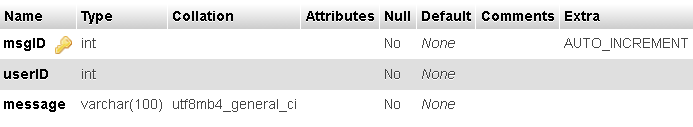 Name Type Collation Attributes Null Default Comments Extra
msgID int No None AUTO_INCREMENT
userID int No None
message varchar(100) utf8mb4_general_ci No None